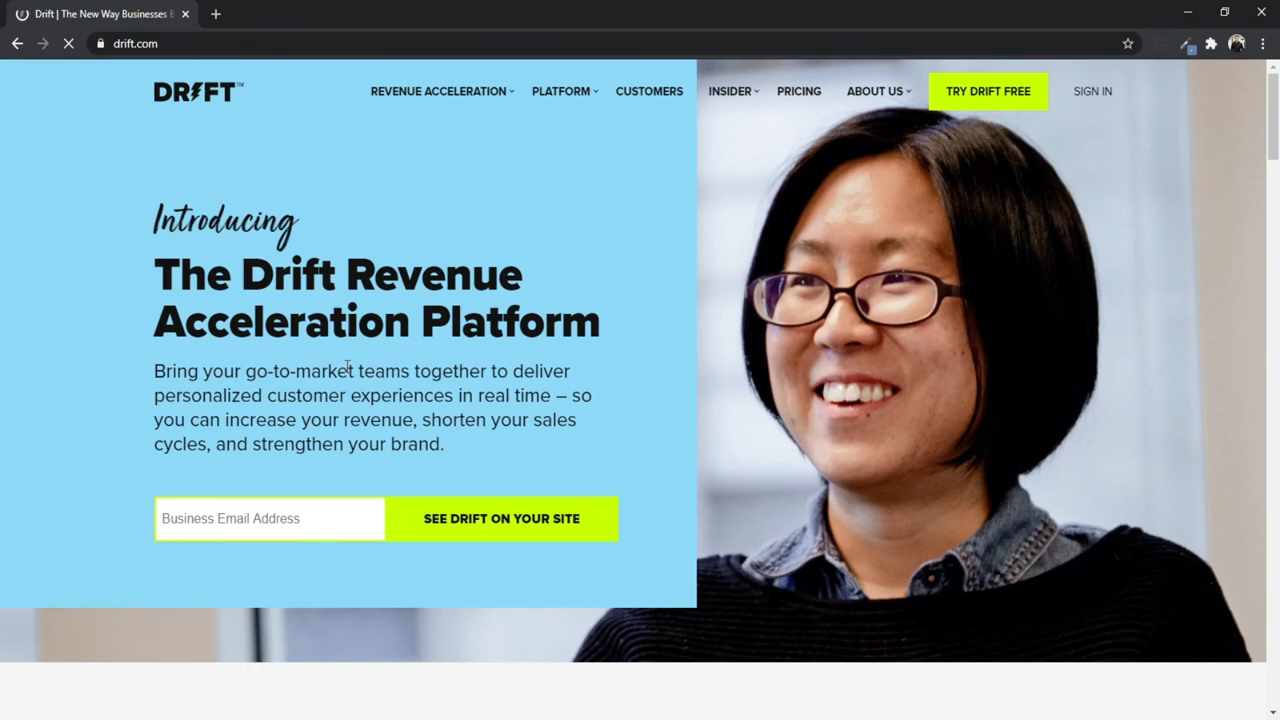 Drift | The New Way Businesses B
drift.com
DRIFT™
REVENUE ACCELERATION PLATFORM CUSTOMERS INSIDER PRICING ABOUT US TRY DRIFT FREE SIGN IN
Introducing
The Drift Revenue
Acceleration Platform
Bring your go-to-market teams together to deliver
personalized customer experiences in real time – so
you can increase your revenue, shorten your sales
cycles, and strengthen your brand.
Business Email Address SEE DRIFT ON YOUR SITE